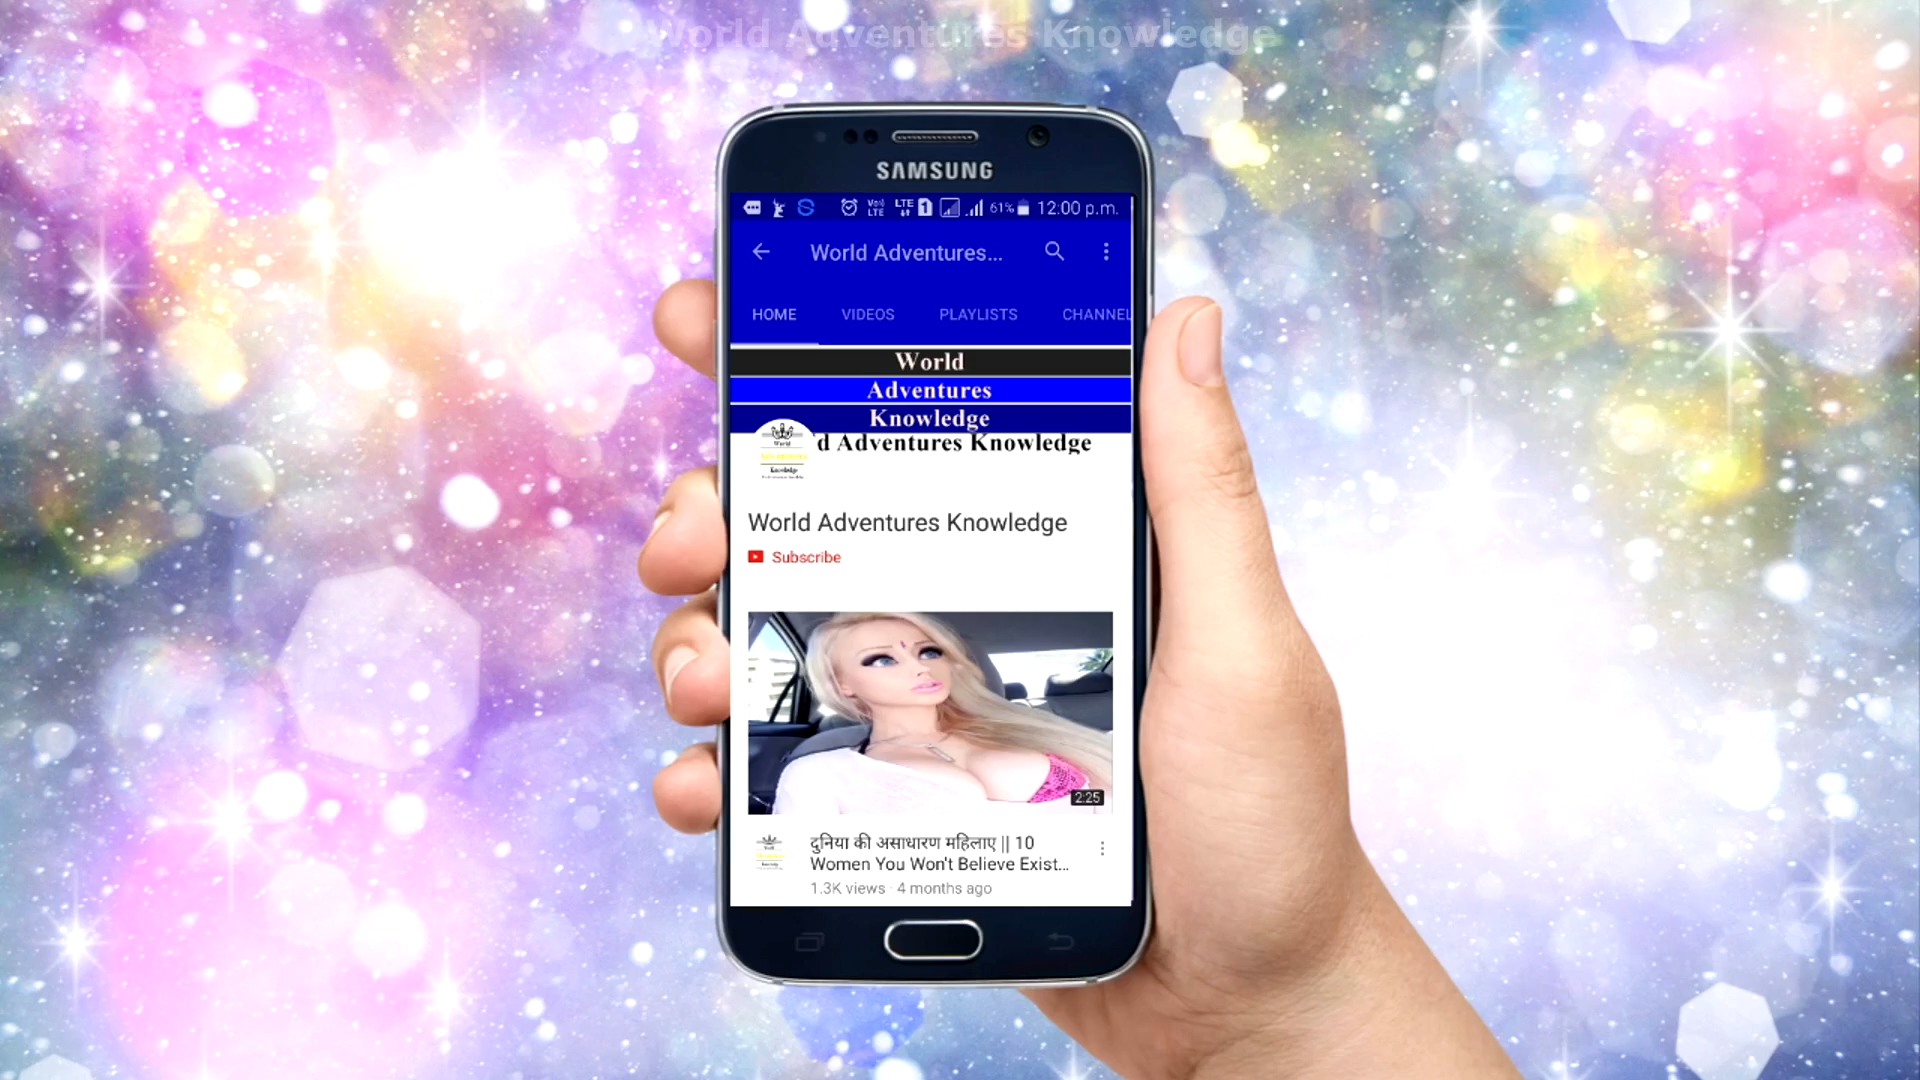 World Adventures Knowledge
SAMSUNG
VoLTE LTE 1 61% 12:00 p.m.
World Adventures...
HOME VIDEOS PLAYLISTS CHANNEL
World
Adventures
Knowledge
d Adventures Knowledge
World Adventures Knowledge
Subscribe
2:25
दुनिया की असाधारण महिलाए || 10
Women You Won't Believe Exist...
1.3K views · 4 months ago